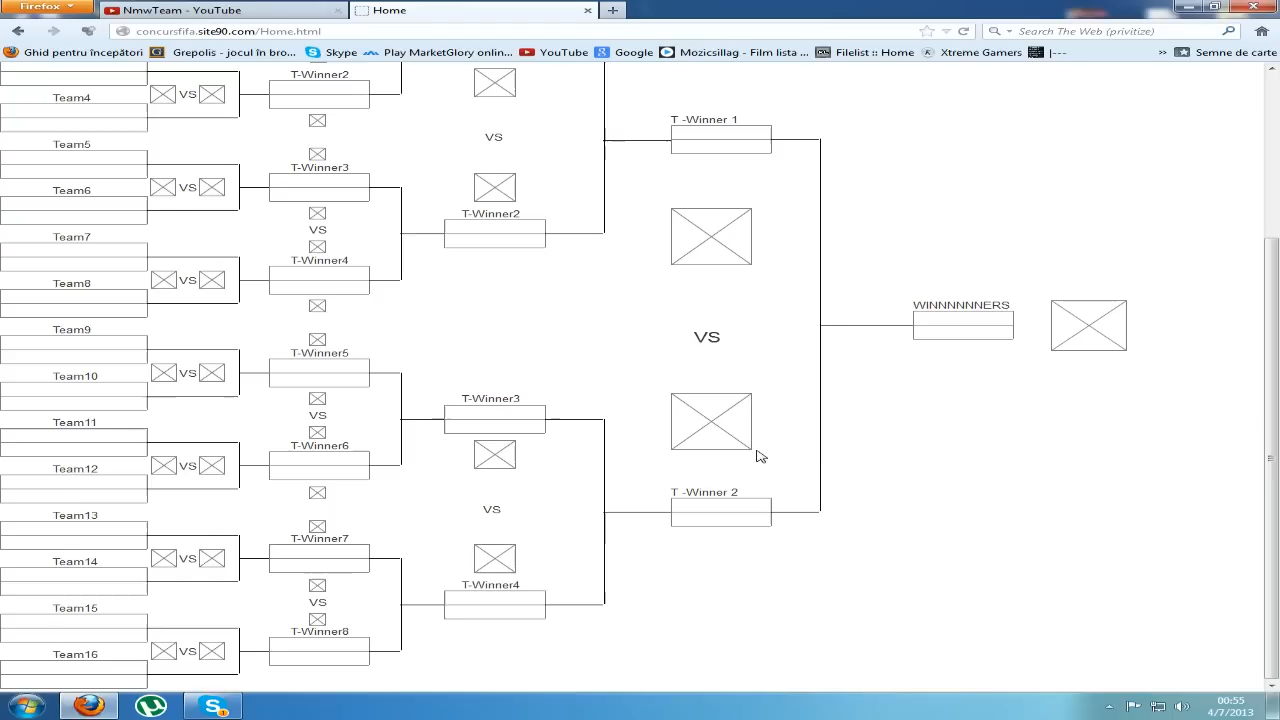 Firefox
NmwTeam - YouTube
Home
concursfifa.site90.com/Home.html
Search The Web (privitize)
Ghid pentru începători
Grepolis - jocul în bro...
Skype
Play MarketGlory onlin...
YouTube
Google
Mozicsillag - Film lista ...
Filelist :: Home
Xtreme Gamers
|---
»
Semne de carte
T-Winner2
Team4
VS
VS
T -Winner 1
Team5
T-Winner3
Team6
VS
T-Winner2
VS
Team7
T-Winner4
Team8
VS
WINNNNNNERS
Team9
VS
T-Winner5
Team10
VS
T-Winner3
VS
Team11
T-Winner6
Team12
VS
T -Winner 2
VS
Team13
T-Winner7
Team14
VS
T-Winner4
VS
Team15
T-Winner8
Team16
VS
00:55
4/7/2013